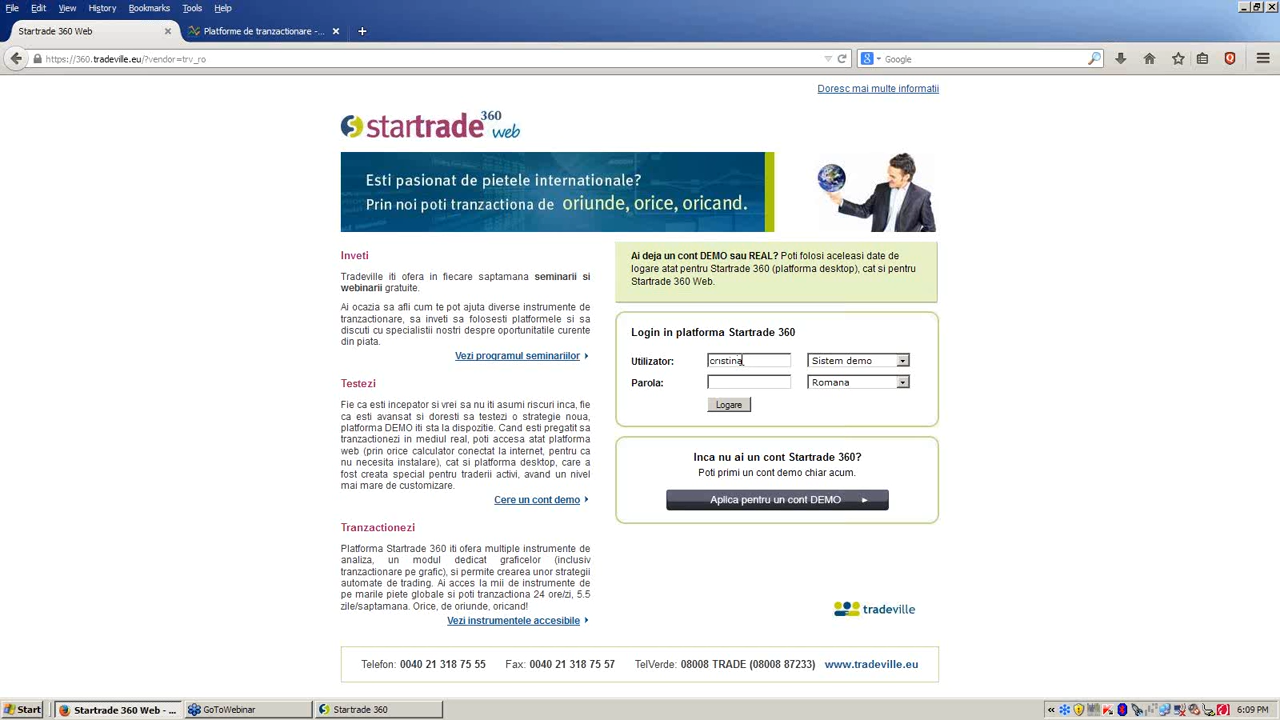 File Edit View History Bookmarks Tools Help
Startrade 360 Web
Platforme de tranzactionare -...
https://360.tradeville.eu/?vendor=trv_ro
Google
Doresc mai multe informatii
startrade 360 web
Esti pasionat de pietele internationale?
Prin noi poti tranzactiona de oriunde, orice, oricand.
Inveti
Tradeville iti ofera in fiecare saptamana seminarii si
webinarii gratuite.
Ai ocazia sa afli cum te pot ajuta diverse instrumente de
tranzactionare, sa inveti sa folosesti platformele si sa
discuti cu specialistii nostri despre oportunitatile curente
din piata.
Vezi programul seminariilor
Testezi
Fie ca esti incepator si vrei sa nu iti asumi riscuri inca, fie
ca esti avansat si doresti sa testezi o strategie noua,
platforma DEMO iti sta la dispozitie. Cand esti pregatit sa
tranzactionezi in mediul real, poti accesa atat platforma
web (prin orice calculator conectat la internet, pentru ca
nu necesita instalare), cat si platforma desktop, care a
fost creata special pentru traderii activi, avand un nivel
mai mare de customizare.
Cere un cont demo
Tranzactionezi
Platforma Startrade 360 iti ofera multiple instrumente de
analiza, un modul dedicat graficelor (inclusiv
tranzactionare pe grafic), si permite crearea unor strategii
automate de trading. Ai acces la mii de instrumente de
pe marile piete globale si poti tranzactiona 24 ore/zi, 5.5
zile/saptamana. Orice, de oriunde, oricand!
Vezi instrumentele accesibile
Ai deja un cont DEMO sau REAL? Poti folosi aceleasi date de
logare atat pentru Startrade 360 (platforma desktop), cat si pentru
Startrade 360 Web.
Login in platforma Startrade 360
Utilizator: cristina Sistem demo
Parola: Romana
Logare
Inca nu ai un cont Startrade 360?
Poti primi un cont demo chiar acum.
Aplica pentru un cont DEMO
tradeville
Telefon: 0040 21 318 75 55 Fax: 0040 21 318 75 57 TelVerde: 08008 TRADE (08008 87233) www.tradeville.eu
Start Startrade 360 Web - ... GoToWebinar Startrade 360 6:09 PM